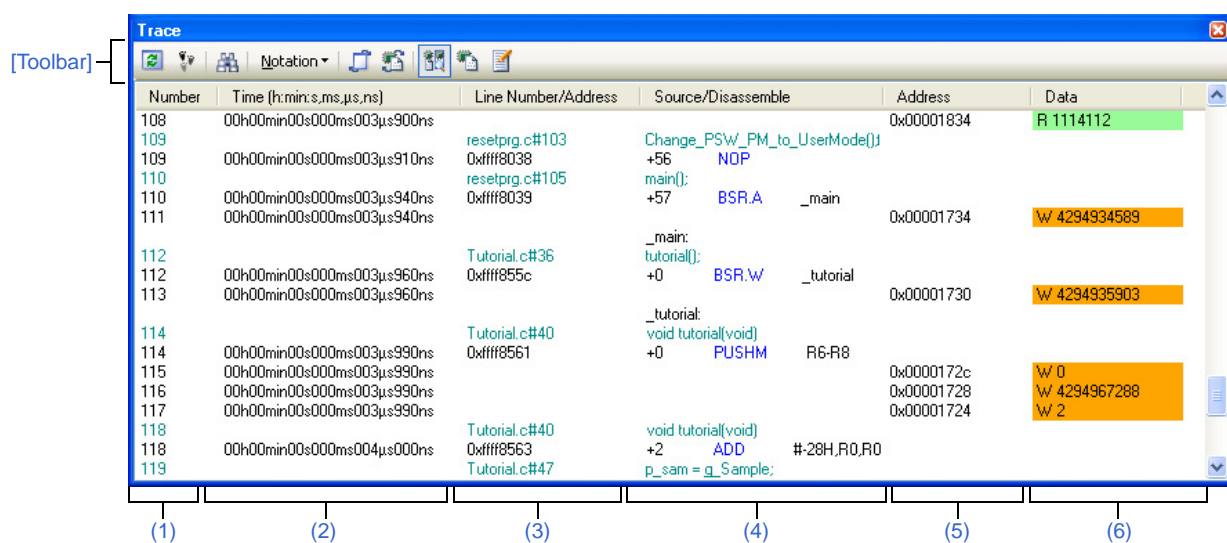 Trace
[Toolbar]
Notation
Number Time (h:min:s,ms,µs,ns) Line Number/Address Source/Disassemble Address Data
108 00h00min00s000ms003µs900ns 0x00001834 R 1114112
109 resetprg.c#103 Change_PSW_PM_to_UserMode();
109 00h00min00s000ms003µs910ns 0xffff8038 +56 NOP
110 resetprg.c#105 main();
110 00h00min00s000ms003µs940ns 0xffff8039 +57 BSR.A _main
111 00h00min00s000ms003µs940ns 0x00001734 W 4294934589
_main:
112 Tutorial.c#36 tutorial();
112 00h00min00s000ms003µs960ns 0xffff855c +0 BSR.W _tutorial
113 00h00min00s000ms003µs960ns 0x00001730 W 4294935903
_tutorial:
114 Tutorial.c#40 void tutorial(void)
114 00h00min00s000ms003µs990ns 0xffff8561 +0 PUSHM R6-R8
115 00h00min00s000ms003µs990ns 0x0000172c W 0
116 00h00min00s000ms003µs990ns 0x00001728 W 4294967288
117 00h00min00s000ms003µs990ns 0x00001724 W 2
118 Tutorial.c#40 void tutorial(void)
118 00h00min00s000ms004µs000ns 0xffff8563 +2 ADD #-28H,R0,R0
119 Tutorial.c#47 p_sam = g_Sample;
(1) (2) (3) (4) (5) (6)